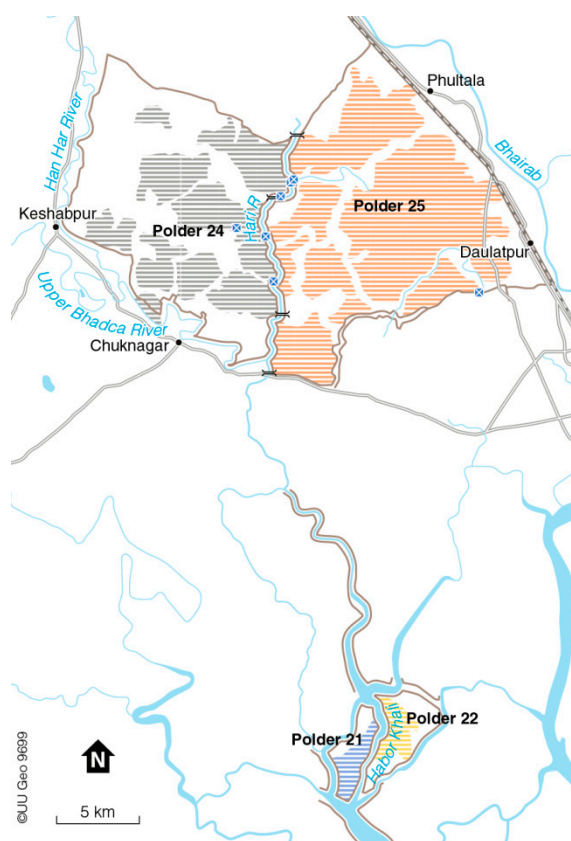 Phultala
Han Har River
Bhairab
Keshabpur
Polder 24
Hari R
Polder 25
Daulatpur
Upper Bhadca River
Chuknagar
Polder 22
Polder 21
Habor Khali
N
5 km
©UU Geo 9699